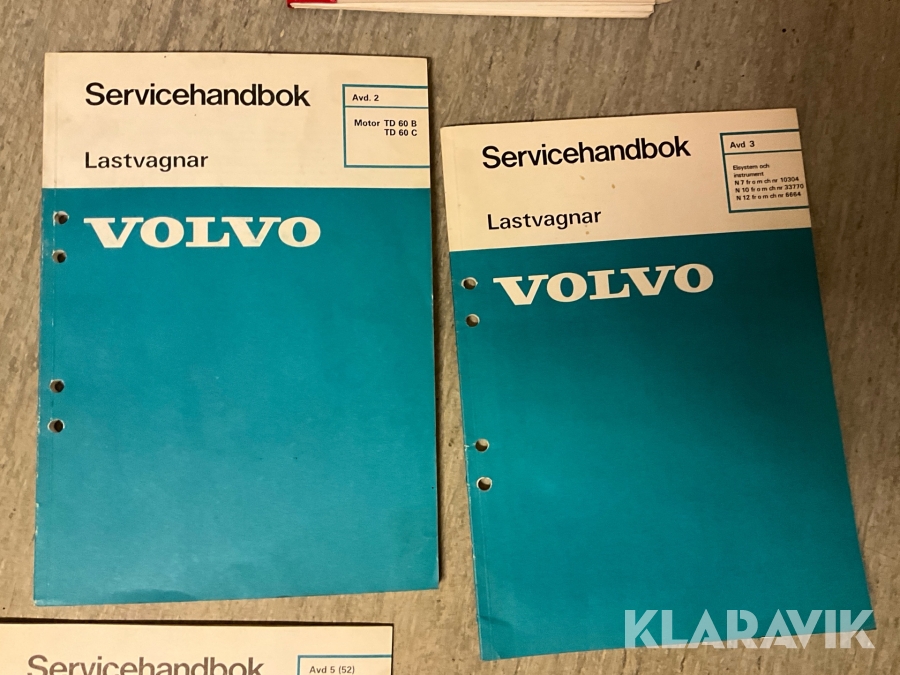 Servicehandbok
Avd. 2
Motor TD 60 B
TD 60 C
Lastvagnar
VOLVO
Servicehandbok
Avd 3
Elsystem och
instrument
N 7 fr o m ch nr 10304
N 10 fr o m ch nr 33770
N 12 fr o m ch nr 6664
Lastvagnar
VOLVO
Servicehandbok
Avd 5 (52)
KLARAVIK